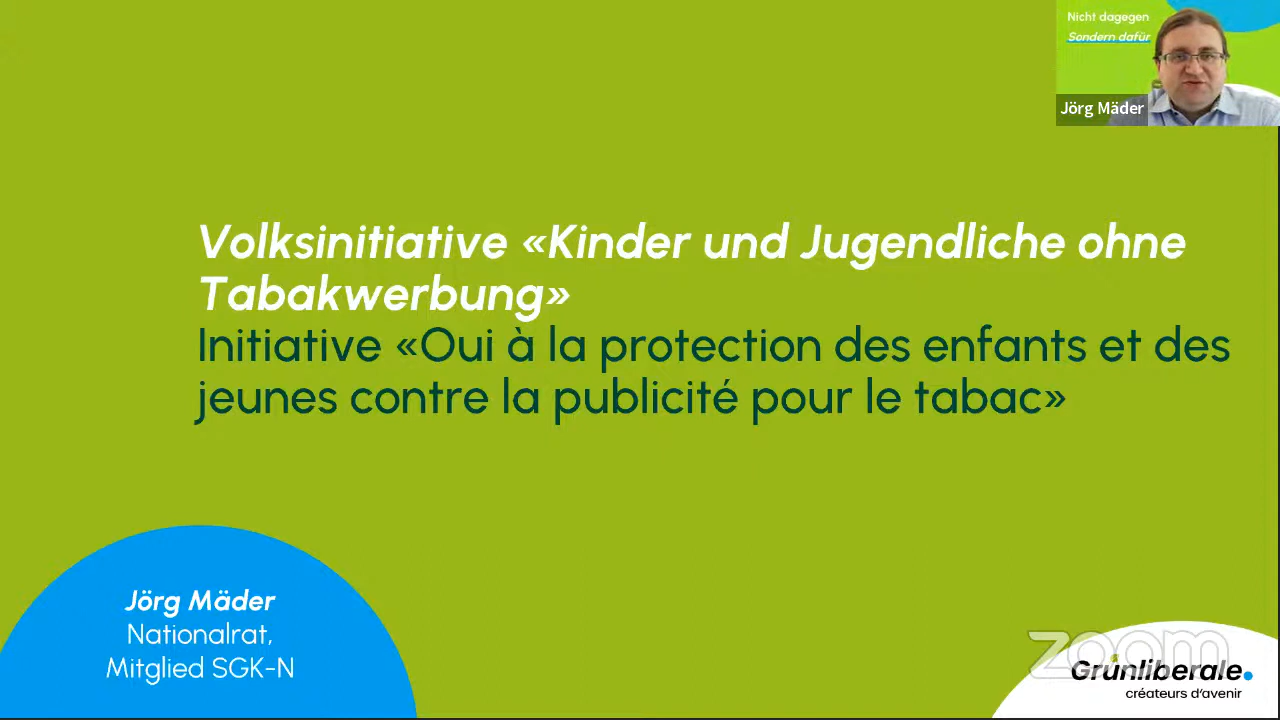 Nicht dagegen
Sondern dafür
Jörg Mäder
Volksinitiative «Kinder und Jugendliche ohne
Tabakwerbung»
Initiative «Oui à la protection des enfants et des
jeunes contre la publicité pour le tabac»
Jörg Mäder
Nationalrat,
Mitglied SGK-N
zoom
Grünliberale.
créateurs d'avenir